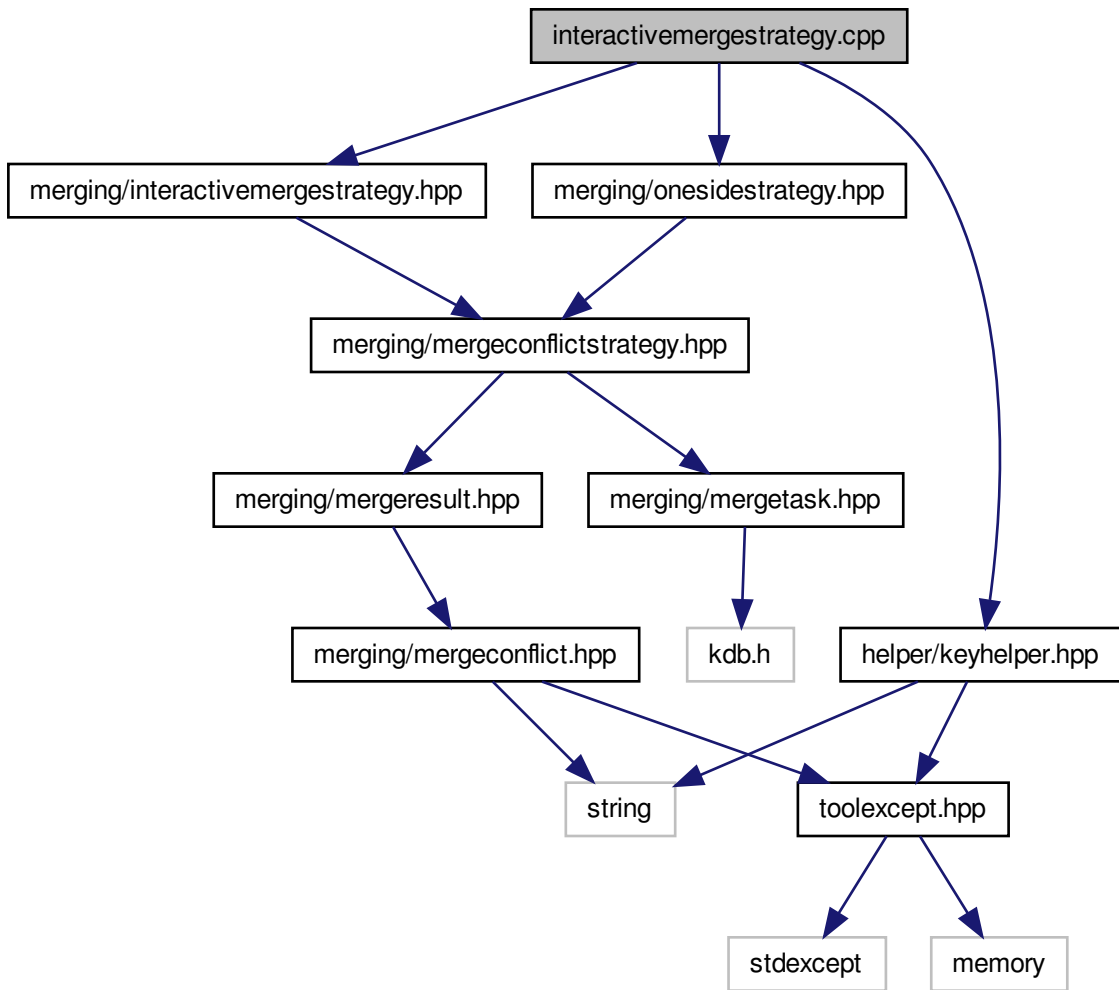 interactivemergestrategy.cpp
merging/interactivemergestrategy.hpp
merging/onesidestrategy.hpp
merging/mergeconflictstrategy.hpp
merging/mergeresult.hpp
merging/mergetask.hpp
merging/mergeconflict.hpp
kdb.h
helper/keyhelper.hpp
string
toolexcept.hpp
stdexcept
memory